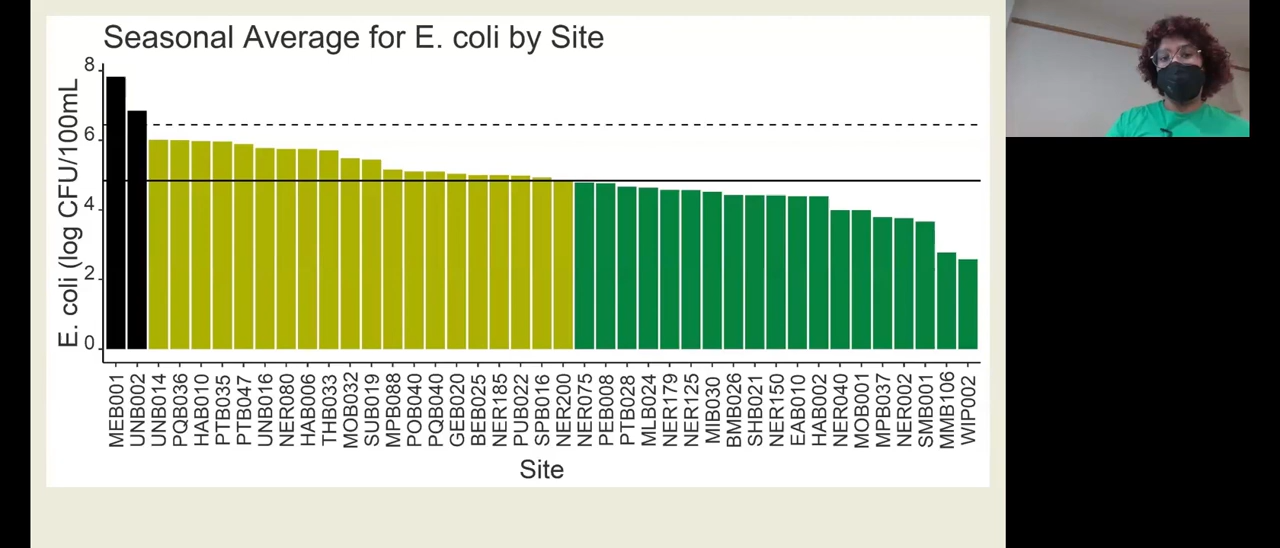 Seasonal Average for E. coli by Site
E. coli (log CFU/100mL
8
6
4
2
0
MEB001
UNB002
UNB014
PQB036
HAB010
PTB035
PTB047
UNB016
NER080
HAB006
THB033
MOB032
SUB019
MPB088
POB040
PQB040
GEB020
BEB025
NER185
PUB022
SPB016
NER200
NER075
PEB008
PTB028
MLB024
NER179
NER125
MIB030
BMB026
SHB021
NER150
EAB010
HAB002
NER040
MOB001
MPB037
NER002
SMB001
MMB106
WIP002
Site